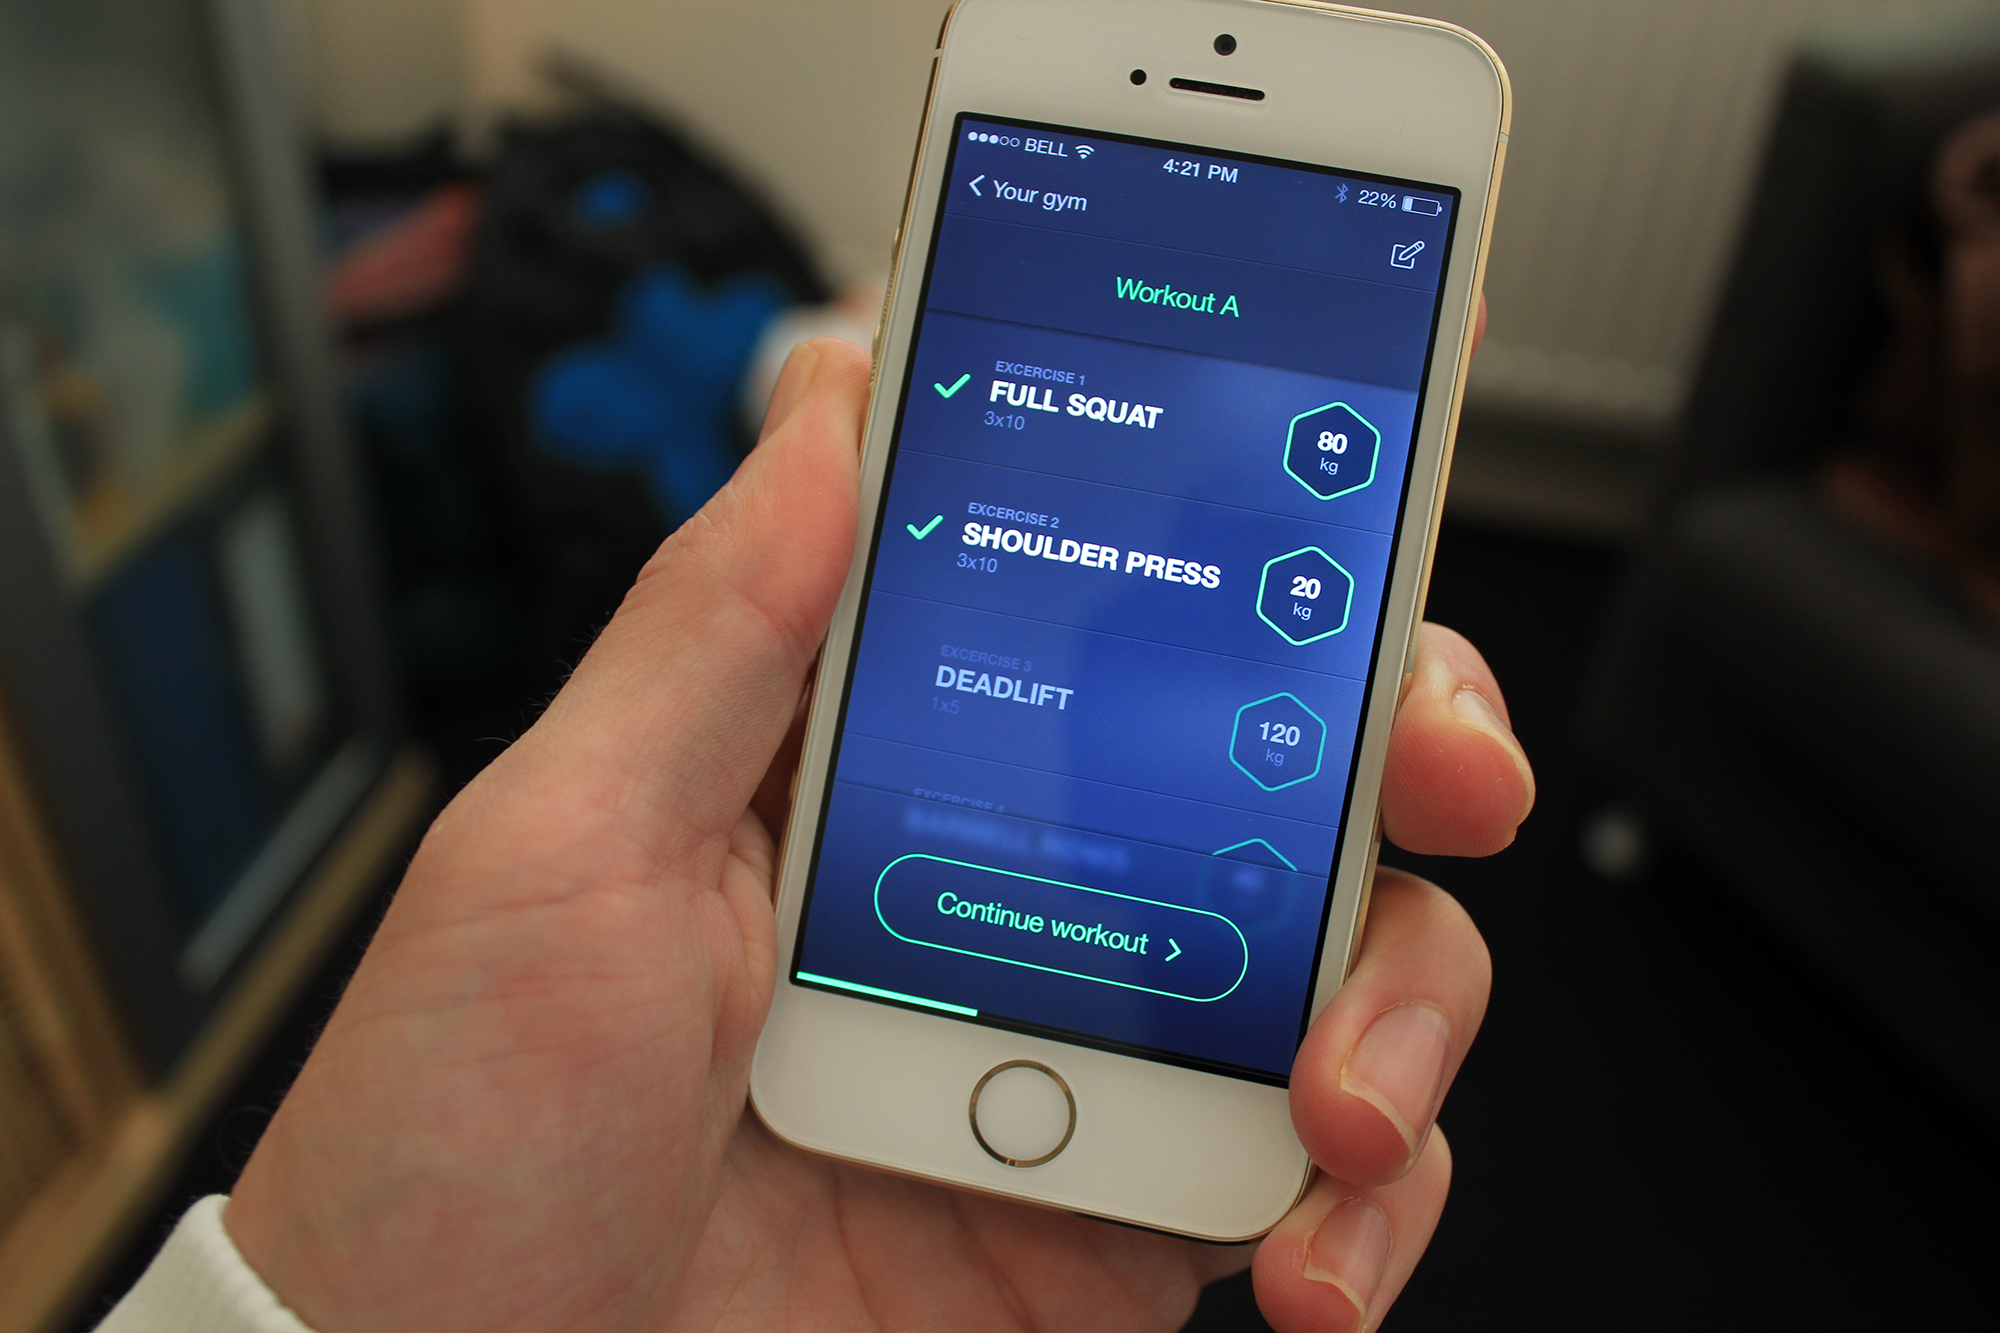 BELL 4:21 PM 22%
Your gym
Workout A
EXCERCISE 1
FULL SQUAT
3x10
80
kg
EXCERCISE 2
SHOULDER PRESS
3x10
20
kg
EXCERCISE 3
DEADLIFT
1x5
120
kg
EXCERCISE 4
Continue workout